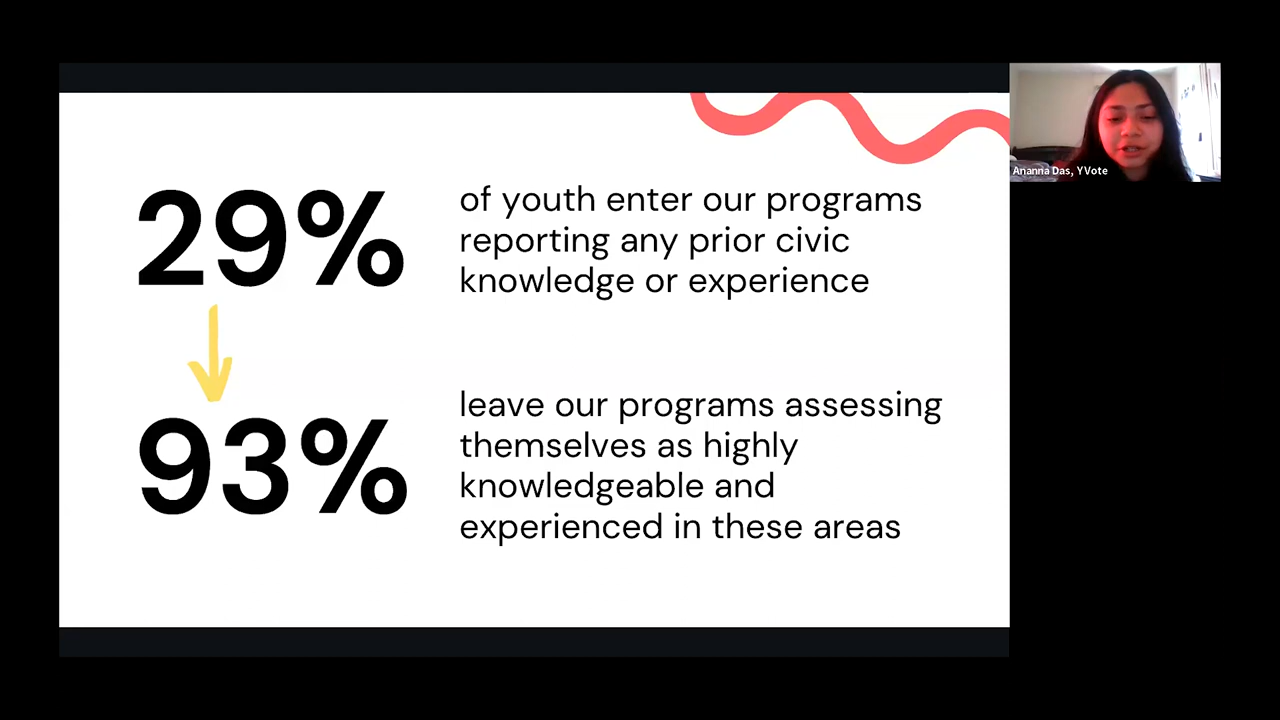 29%
of youth enter our programs
reporting any prior civic
knowledge or experience
93%
leave our programs assessing
themselves as highly
knowledgeable and
experienced in these areas
Ananna Das, YVote